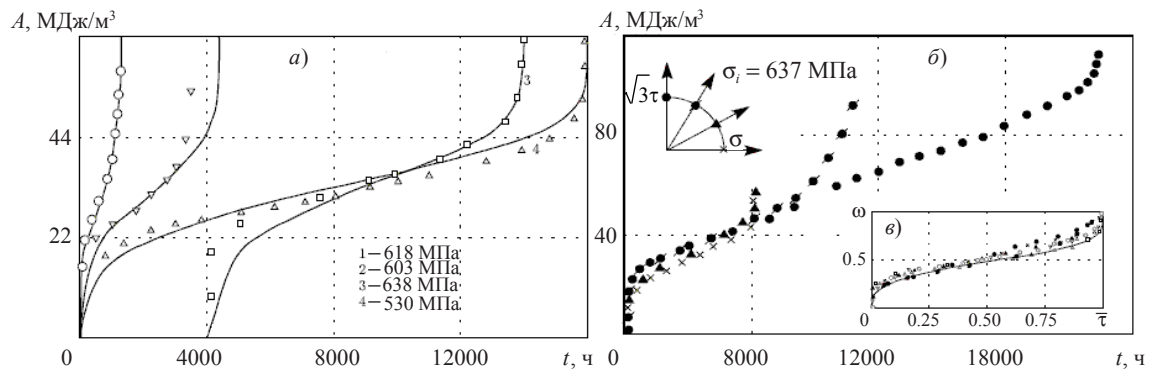 A, МДж/м³
а)
44
22
3
4
1–618 МПа
2–603 МПа
3–638 МПа
4–530 МПа
0 4000 8000 12000 t, ч
A, МДж/м³
б)
σᵢ = 637 МПа
√3τ
σ
80
40
ω
в)
0.5
0 0.25 0.5 0.75 τ̄
0 8000 12000 18000 t, ч